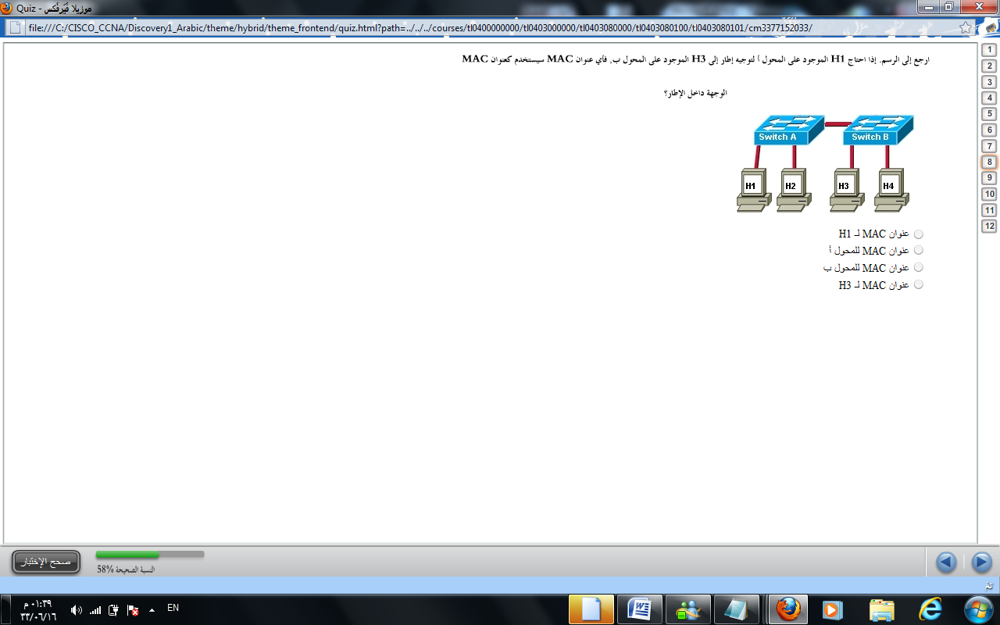 Quiz - موزيلا فَيَرفُكس
file:///C:/CISCO_CCNA/Discovery1_Arabic/theme/hybrid/theme_frontend/quiz.html?path=../../../courses/tl0400000000/tl0403000000/tl0403080000/tl0403080100/tl0403080101/cm3377152033/
ارجع إلى الرسم. إذا احتاج H1 الموجود على المحول أ لتوجيه إطار إلى H3 الموجود على المحول ب, فأي عنوان MAC سيستخدم كعنوان MAC
الوجهة داخل الإطار؟
Switch A
Switch B
H1
H2
H3
H4
عنوان MAC لـ H1
عنوان MAC للمحول أ
عنوان MAC للمحول ب
عنوان MAC لـ H3
1
2
3
4
5
6
7
8
9
10
11
12
صحح الإختبار
النسبة الصحيحة 58%
EN
٠١:٣٩ م
٣٣/٠٦/١٦